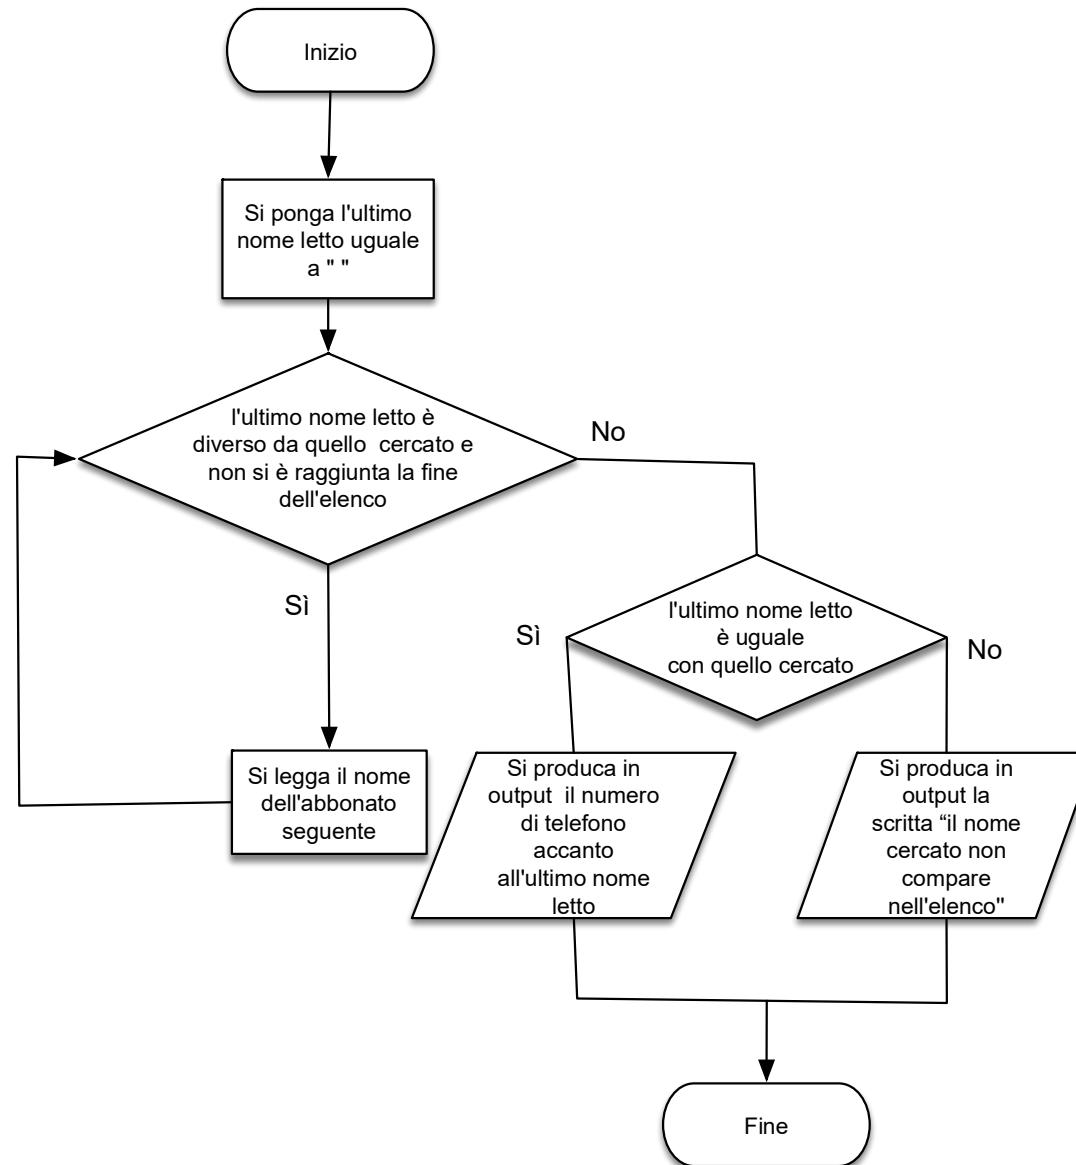 Inizio
Si ponga l'ultimo
nome letto uguale
a " "
l'ultimo nome letto è
diverso da quello  cercato e
non si è raggiunta la fine
dell'elenco
No
Sì
Si legga il nome
dell'abbonato
seguente
l'ultimo nome letto
è uguale
con quello cercato
Sì
No
Si produca in
output  il numero
di telefono
accanto
all'ultimo nome
letto
Si produca in
output la
scritta “il nome
cercato non
compare
nell'elenco"
Fine